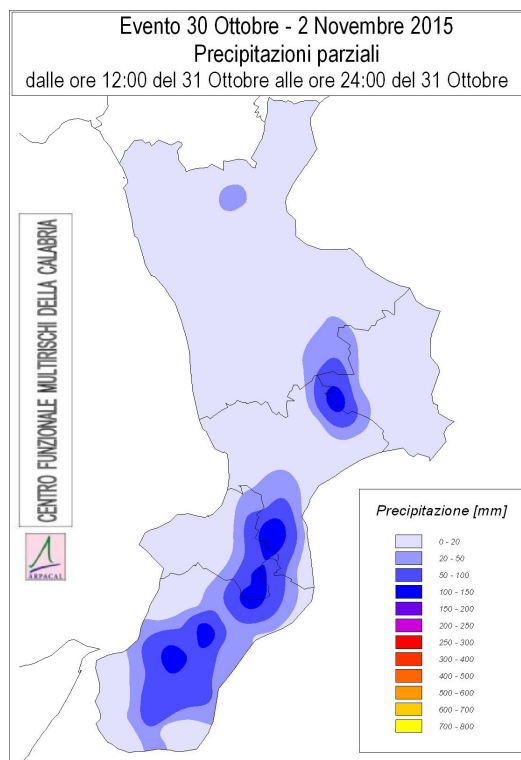 Evento 30 Ottobre - 2 Novembre 2015
Precipitazioni parziali
dalle ore 12:00 del 31 Ottobre alle ore 24:00 del 31 Ottobre
CENTRO FUNZIONALE MULTIRISCHI DELLA CALABRIA
ARPACAL
Precipitazione [mm]
0 - 20
20 - 50
50 - 100
100 - 150
150 - 200
200 - 250
250 - 300
300 - 400
400 - 500
500 - 600
600 - 700
700 - 800